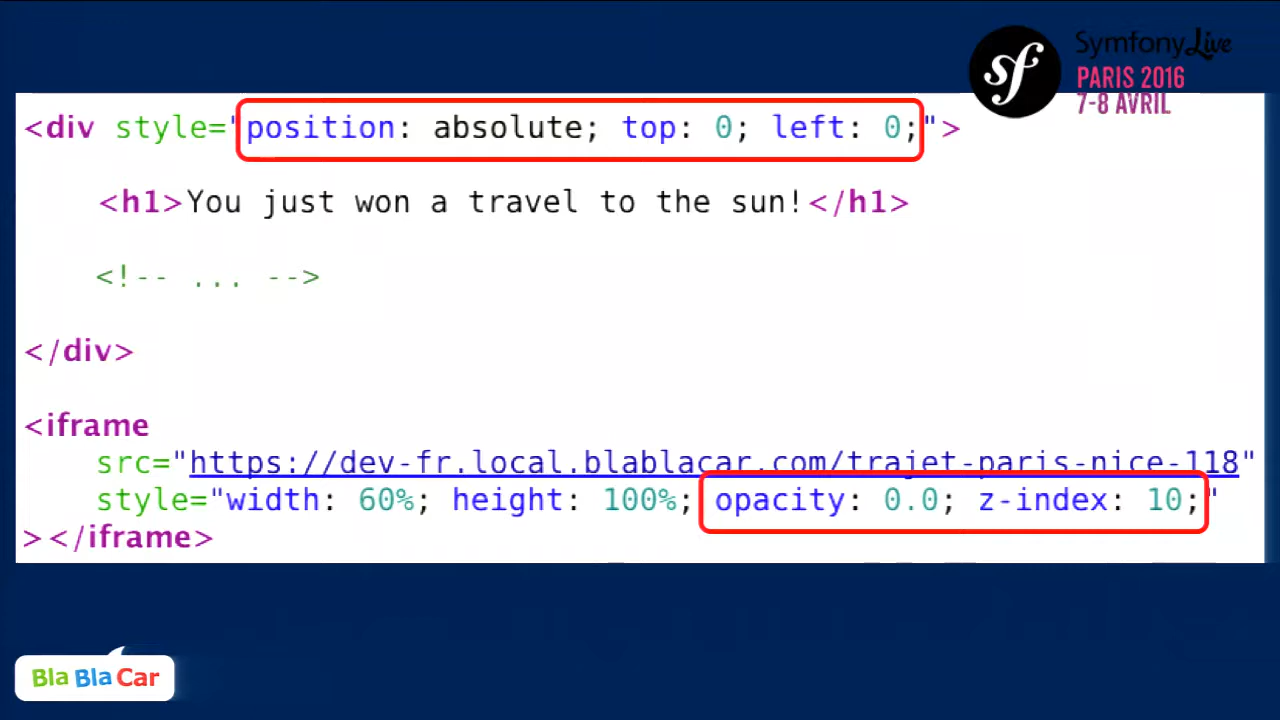 SymfonyLive
PARIS 2016
7-8 AVRIL
<div style="position: absolute; top: 0; left: 0;">
<h1>You just won a travel to the sun!</h1>
<!-- ... -->
</div>
<iframe
src="https://dev-fr.local.blablacar.com/trajet-paris-nice-118"
style="width: 60%; height: 100%; opacity: 0.0; z-index: 10;"
></iframe>
BlaBlaCar